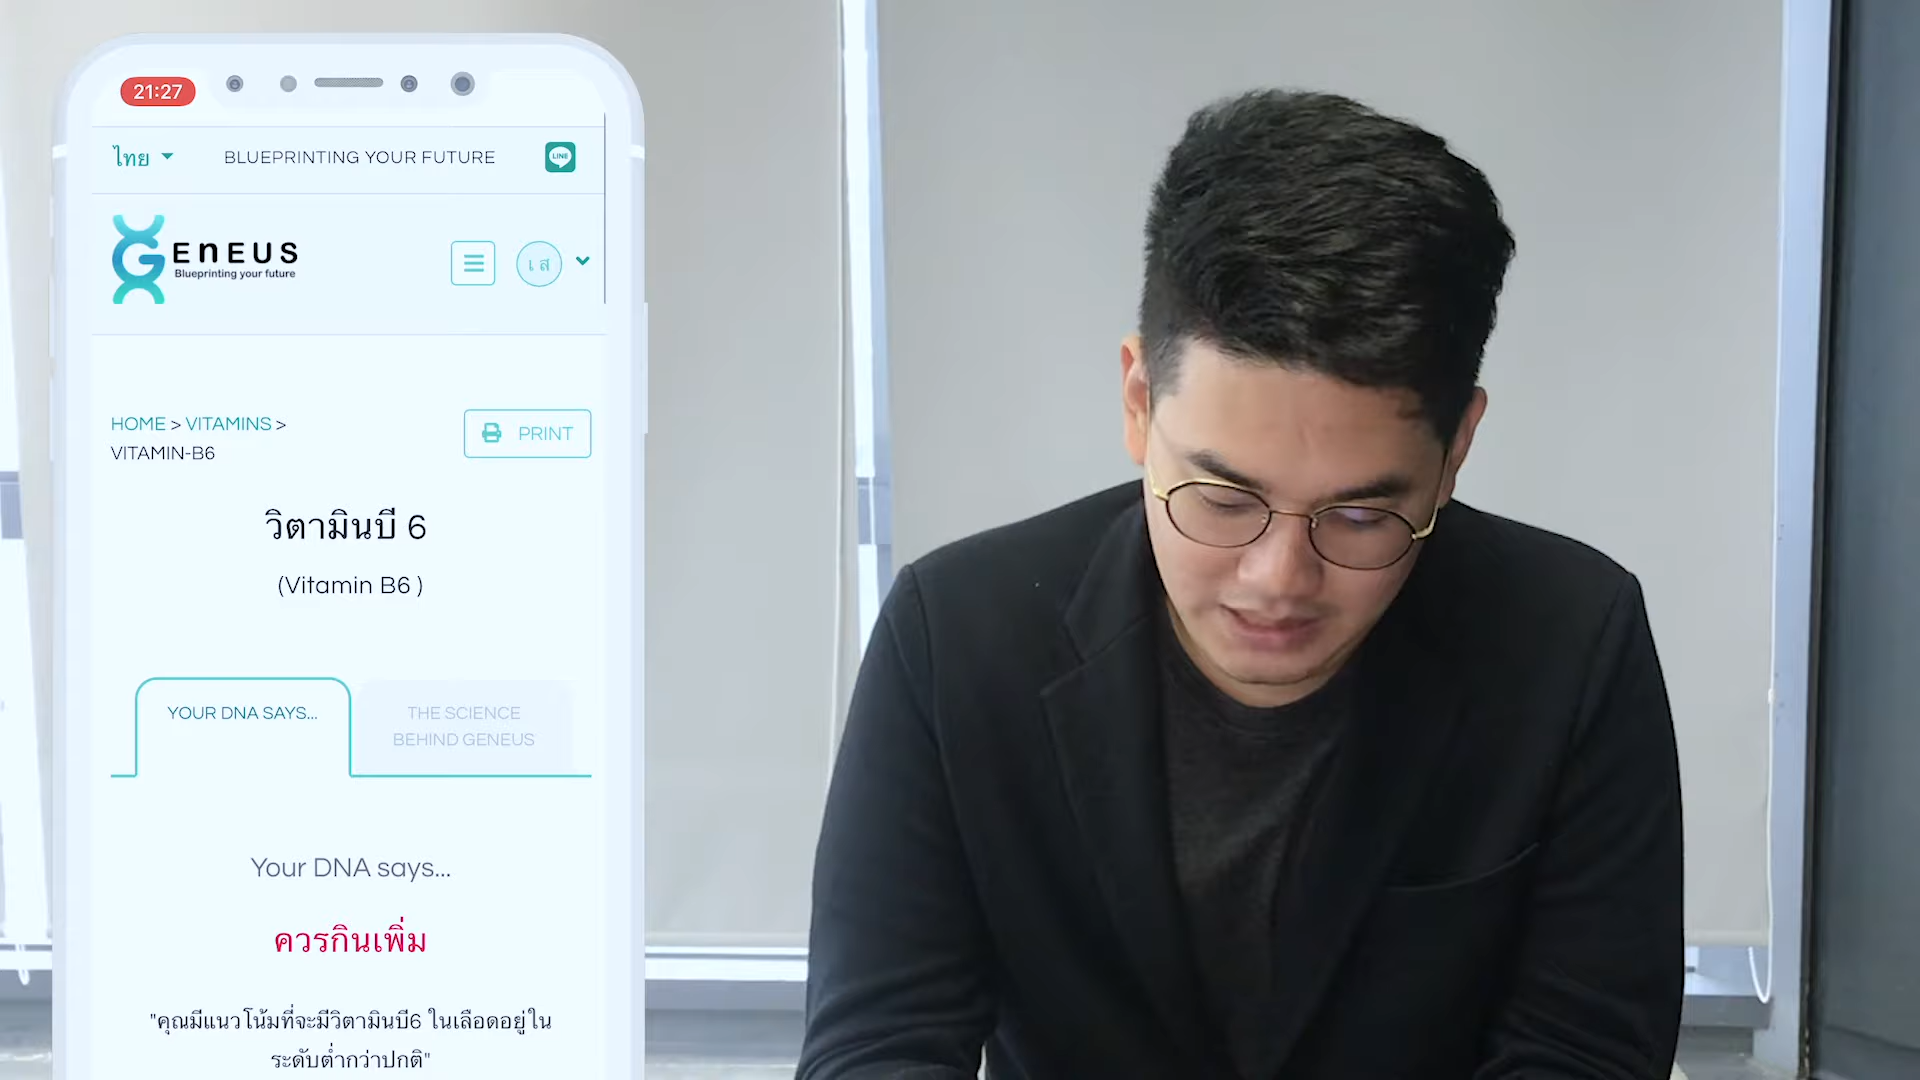 21:27
ไทย
BLUEPRINTING YOUR FUTURE
LINE
GEnEUS
Blueprinting your future
เ ส
HOME > VITAMINS >
VITAMIN-B6
PRINT
วิตามินบี 6
(Vitamin B6 )
YOUR DNA SAYS...
THE SCIENCE
BEHIND GENEUS
Your DNA says...
ควรกินเพิ่ม
"คุณมีแนวโน้มที่จะมีวิตามินบี6 ในเลือดอยู่ใน
ระดับต่ำกว่าปกติ"